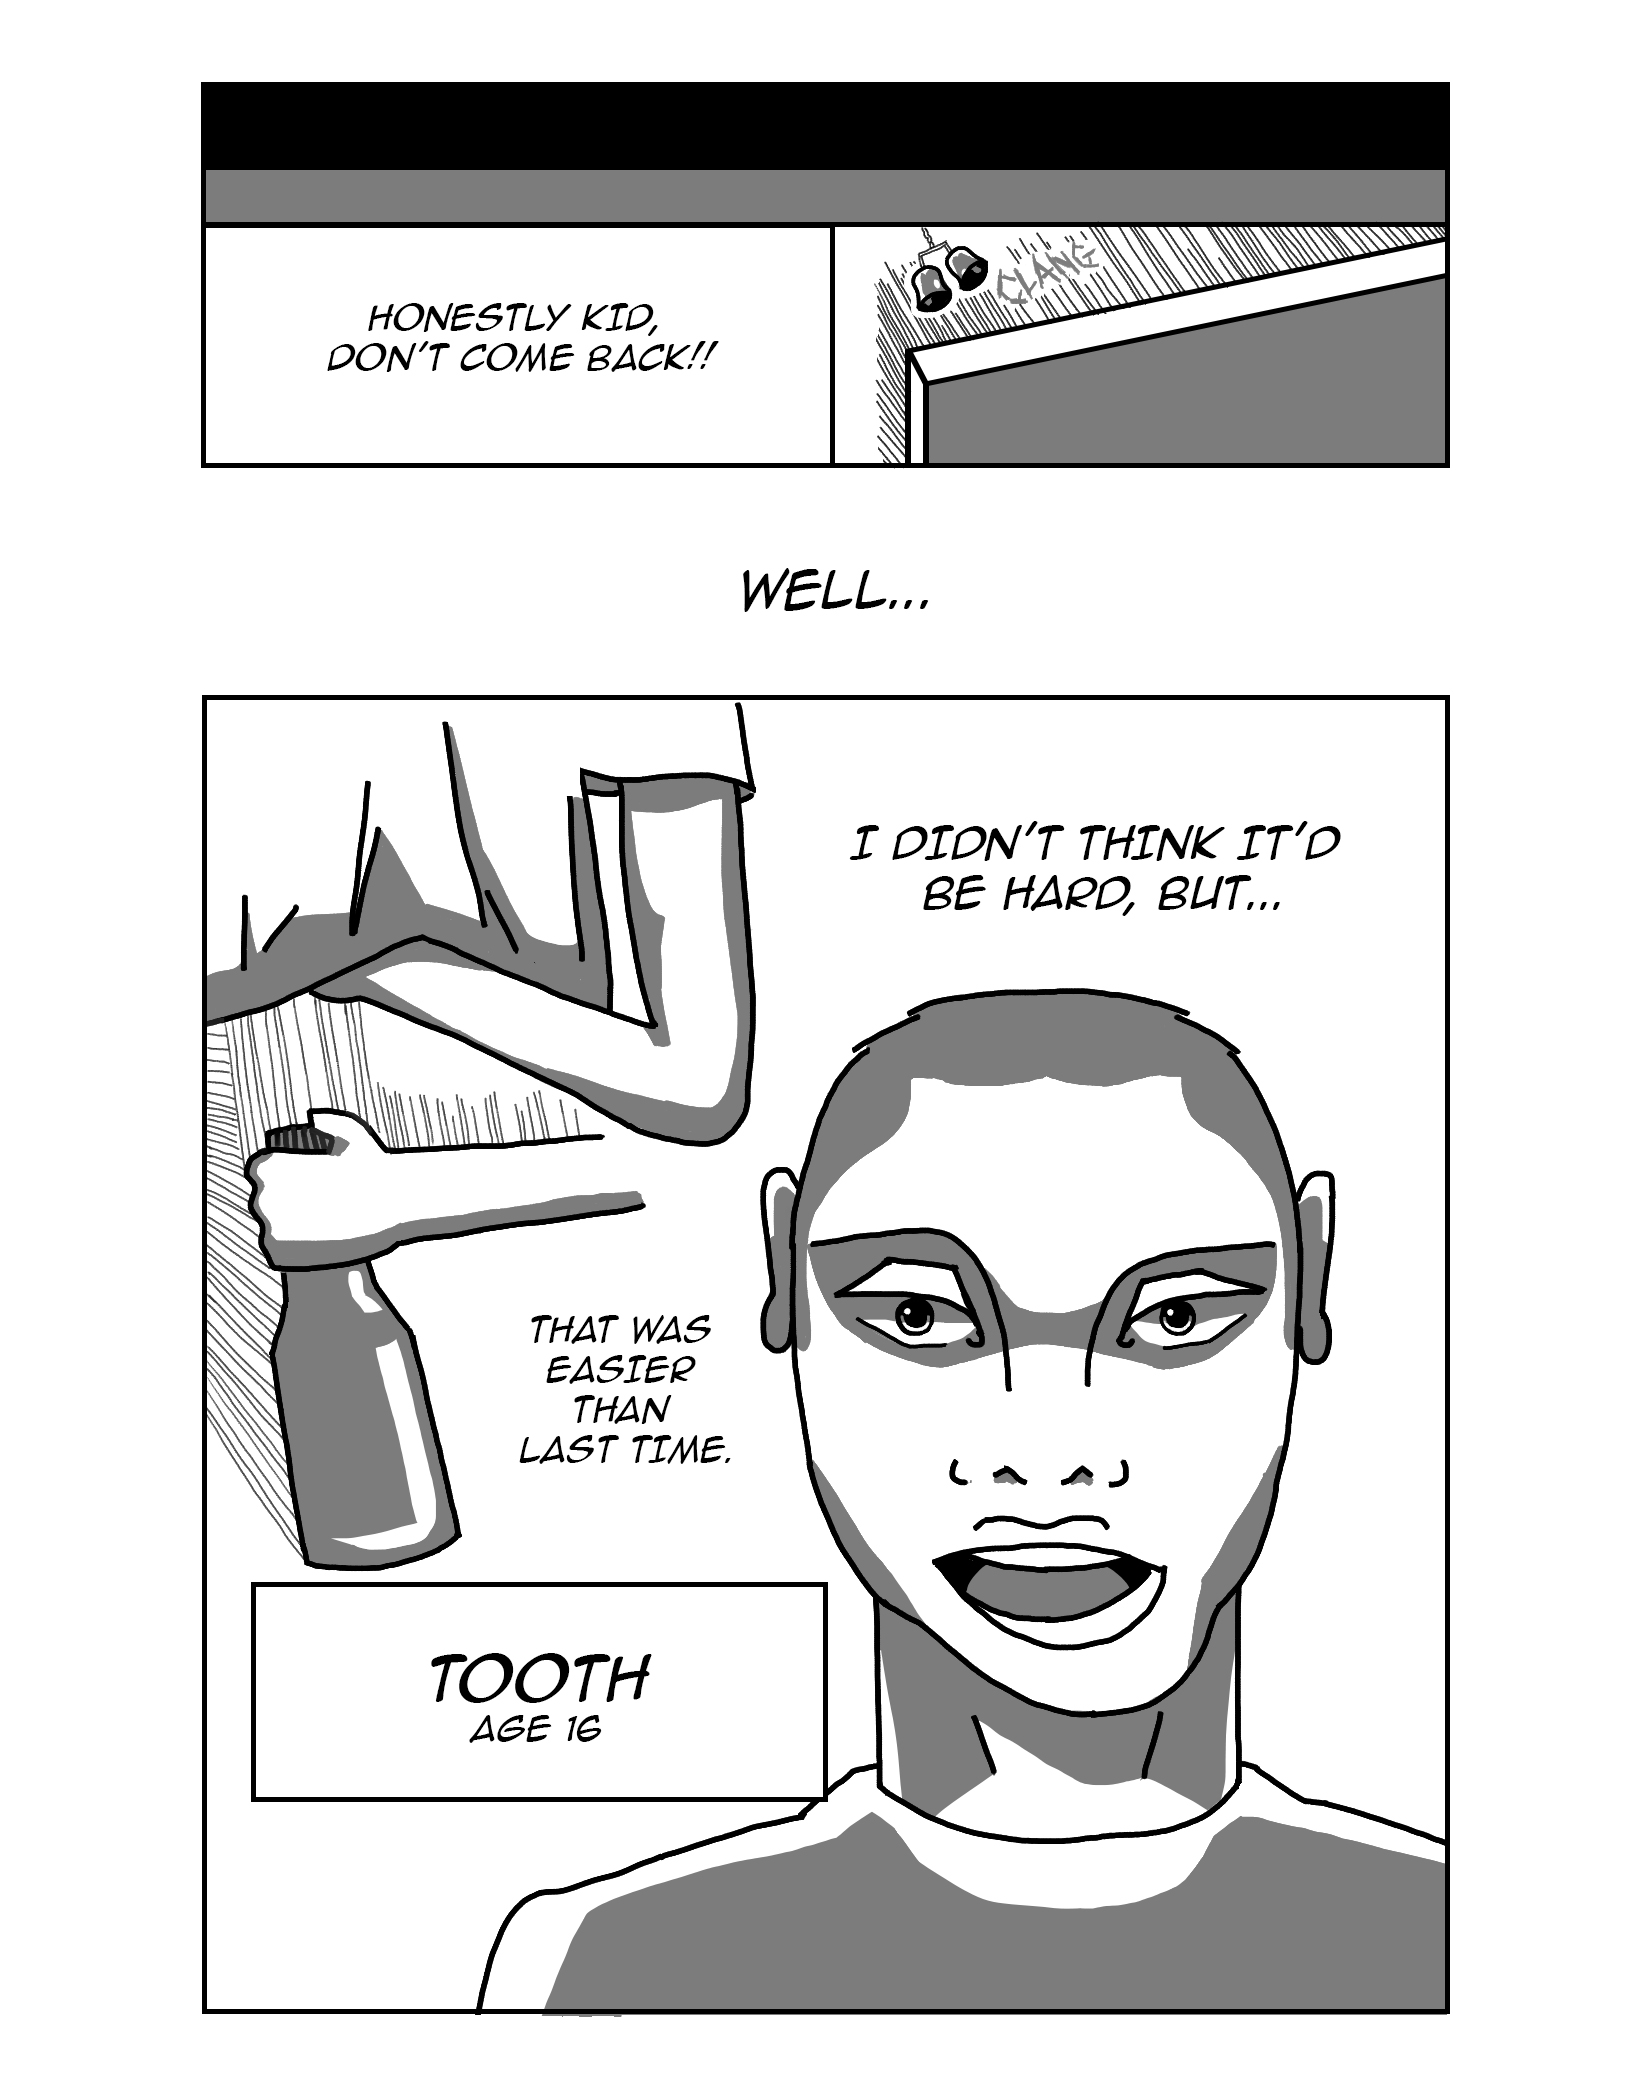 HONESTLY KID,
DON'T COME BACK!!
CLANG
WELL...
I DIDN'T THINK IT'D
BE HARD, BUT...
THAT WAS
EASIER
THAN
LAST TIME.
TOOTH
AGE 16